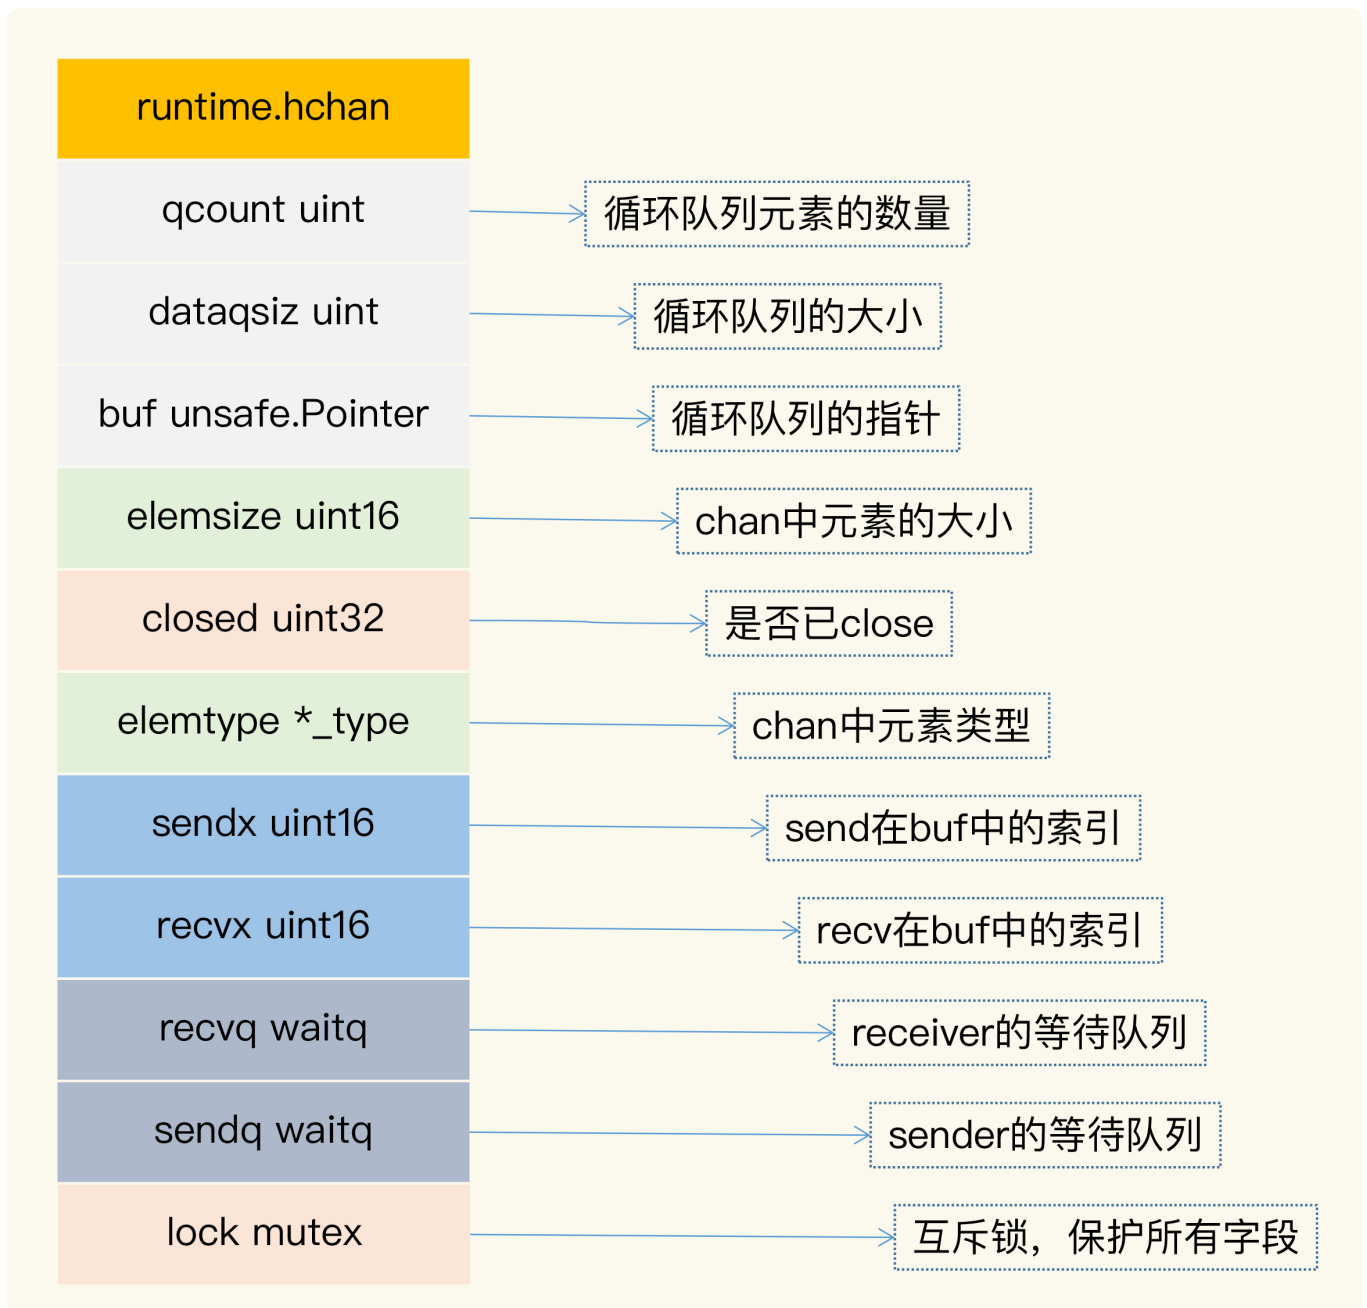 runtime.hchan
qcount uint
循环队列元素的数量
dataqsiz uint
循环队列的大小
buf unsafe.Pointer
循环队列的指针
elemsize uint16
chan中元素的大小
closed uint32
是否已close
elemtype *_type
chan中元素类型
sendx uint16
send在buf中的索引
recvx uint16
recv在buf中的索引
recvq waitq
receiver的等待队列
sendq waitq
sender的等待队列
lock mutex
互斥锁，保护所有字段